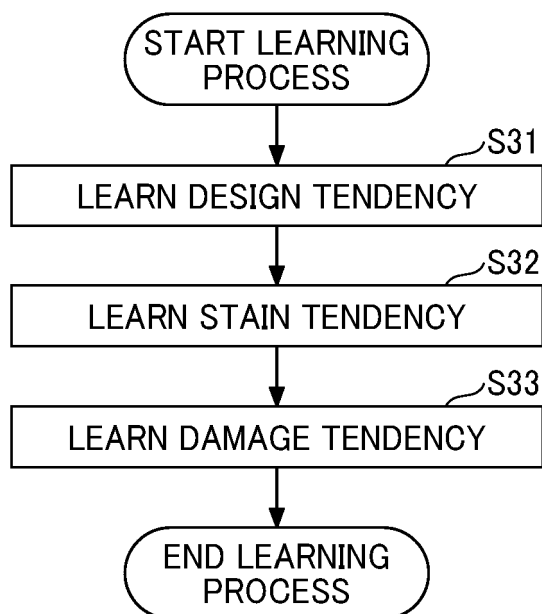 START LEARNING
PROCESS
S31
LEARN DESIGN TENDENCY
S32
LEARN STAIN TENDENCY
S33
LEARN DAMAGE TENDENCY
END LEARNING
PROCESS